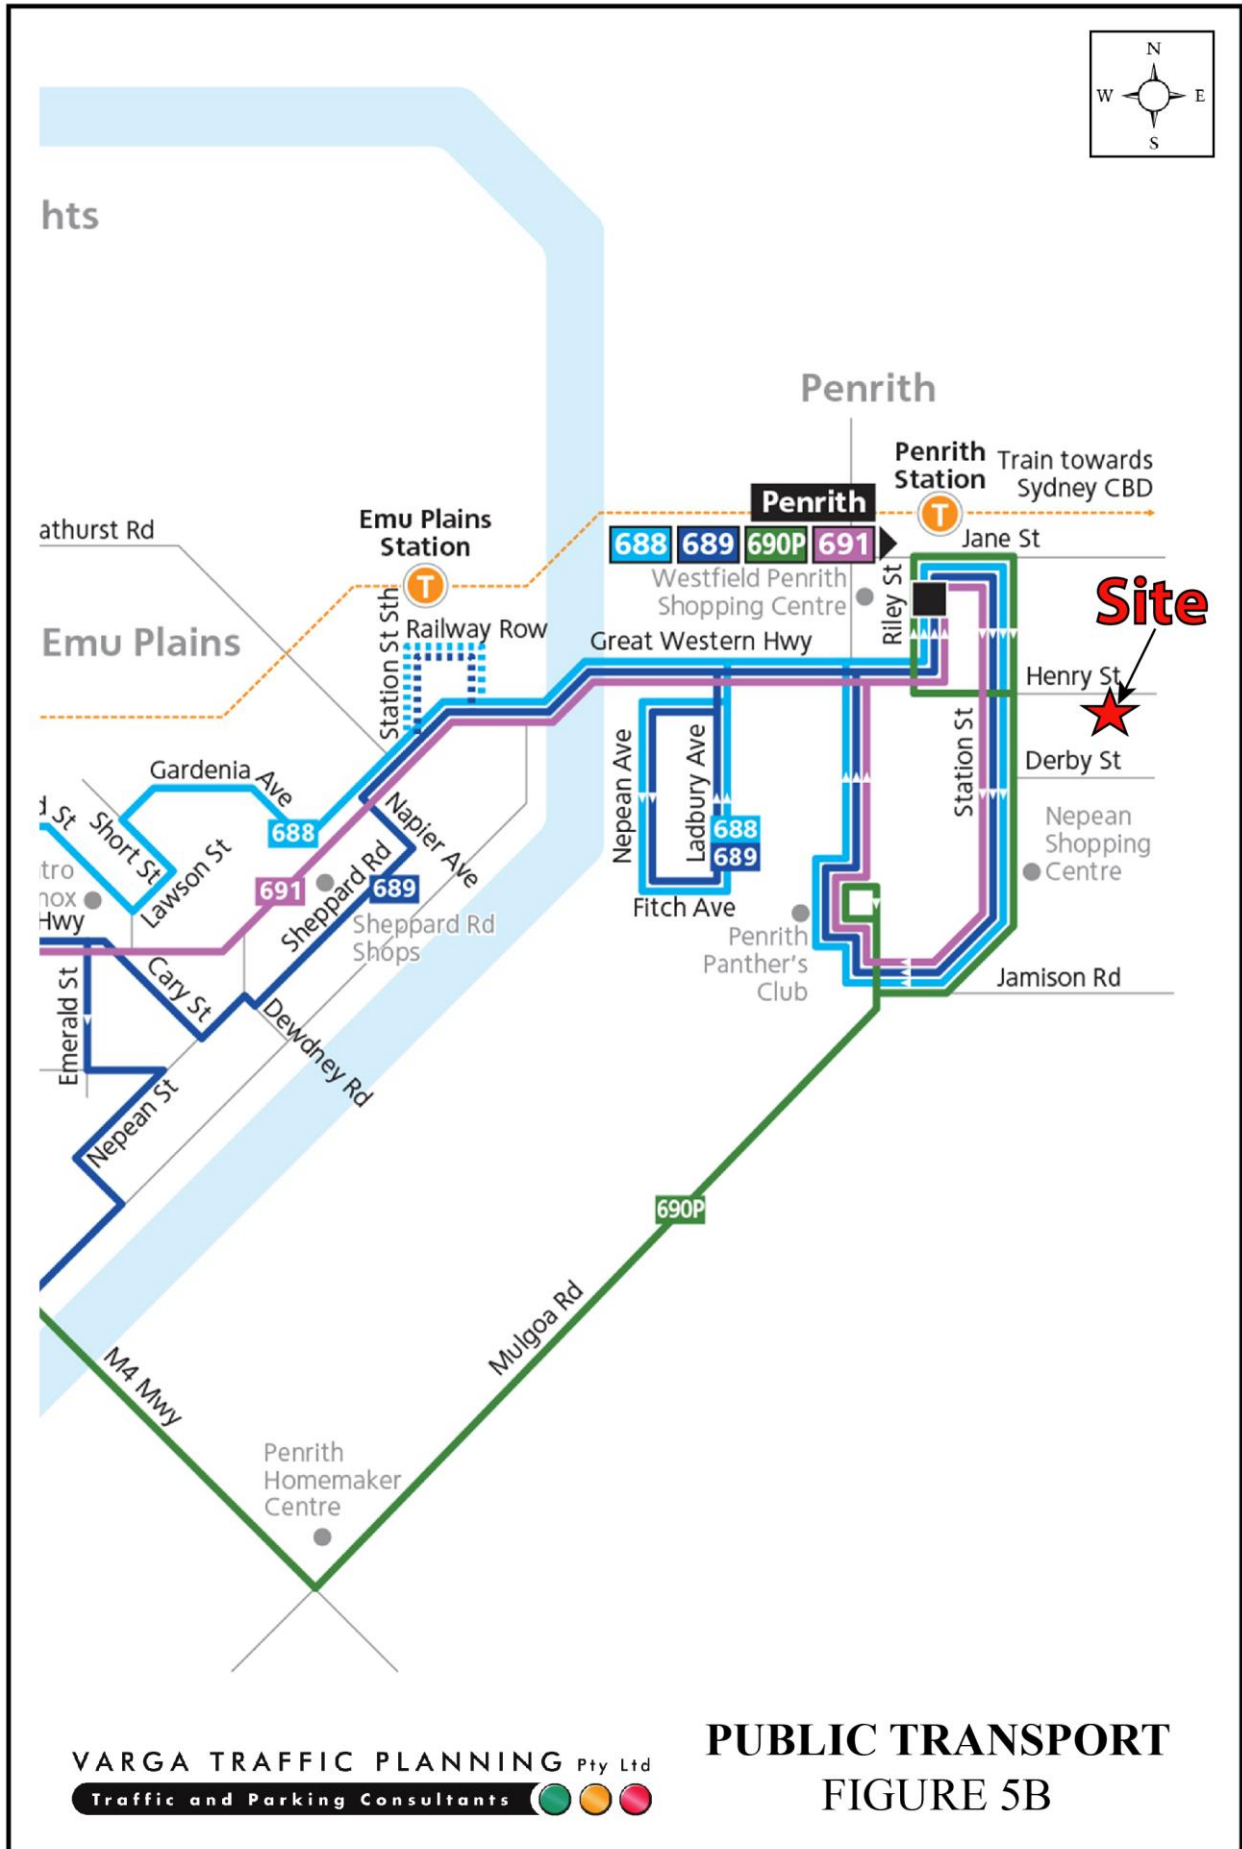 N
W E
S
hts
Penrith
Penrith
Station
Train towards
Sydney CBD
T
Penrith
688 689 690P 691
Jane St
Westfield Penrith
Shopping Centre
Riley St
Site
Emu Plains
Station
T
athurst Rd
Emu Plains
Station St Sth
Railway Row
Great Western Hwy
Henry St
Station St
Derby St
Nepean
Shopping
Centre
Nepean Ave
Ladbury Ave
688
689
Fitch Ave
Penrith
Panther's
Club
Jamison Rd
Gardenia Ave
688
d St
Short St
Lawson St
Napier Ave
691
Sheppard Rd
689
Sheppard Rd
Shops
tro
nox
Hwy
Cary St
Emerald St
Dewdney Rd
Nepean St
690P
Mulgoa Rd
M4 Mwy
Penrith
Homemaker
Centre
VARGA TRAFFIC PLANNING Pty Ltd
Traffic and Parking Consultants
PUBLIC TRANSPORT
FIGURE 5B